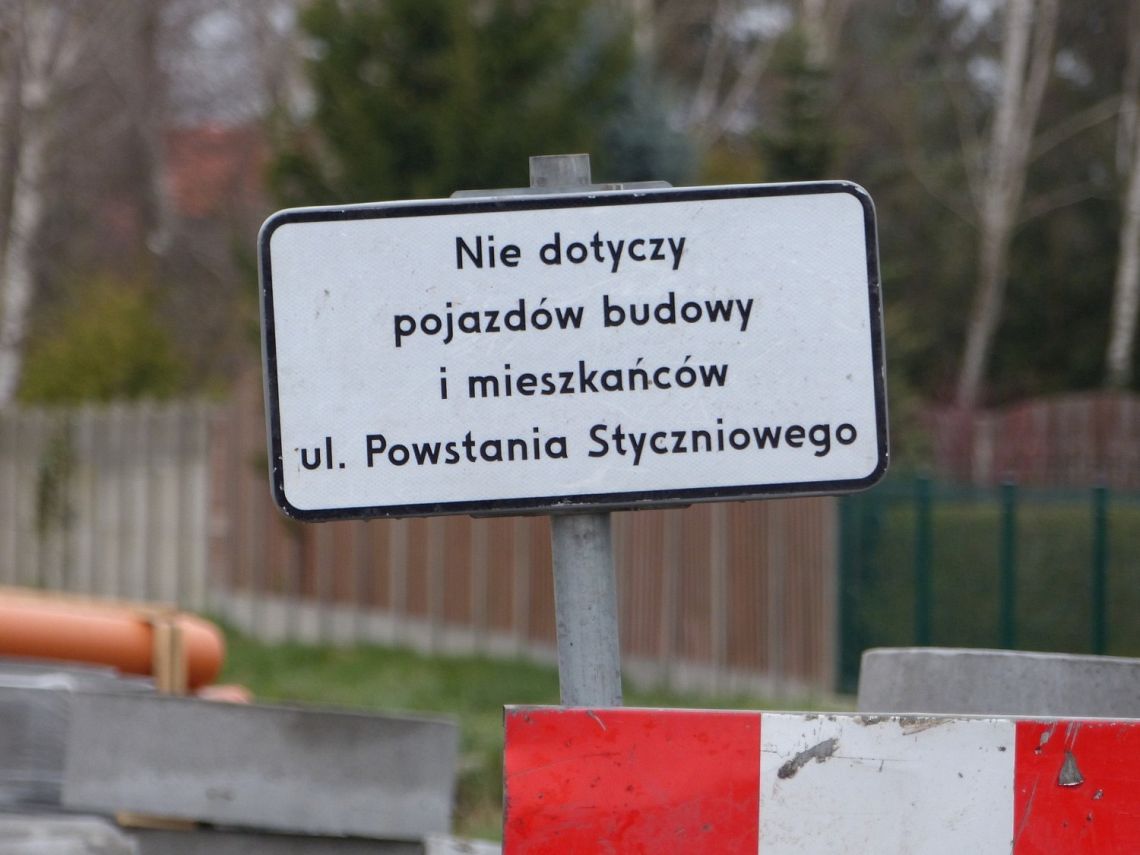 Nie dotyczy
pojazdów budowy
i mieszkańców
ul. Powstania Styczniowego